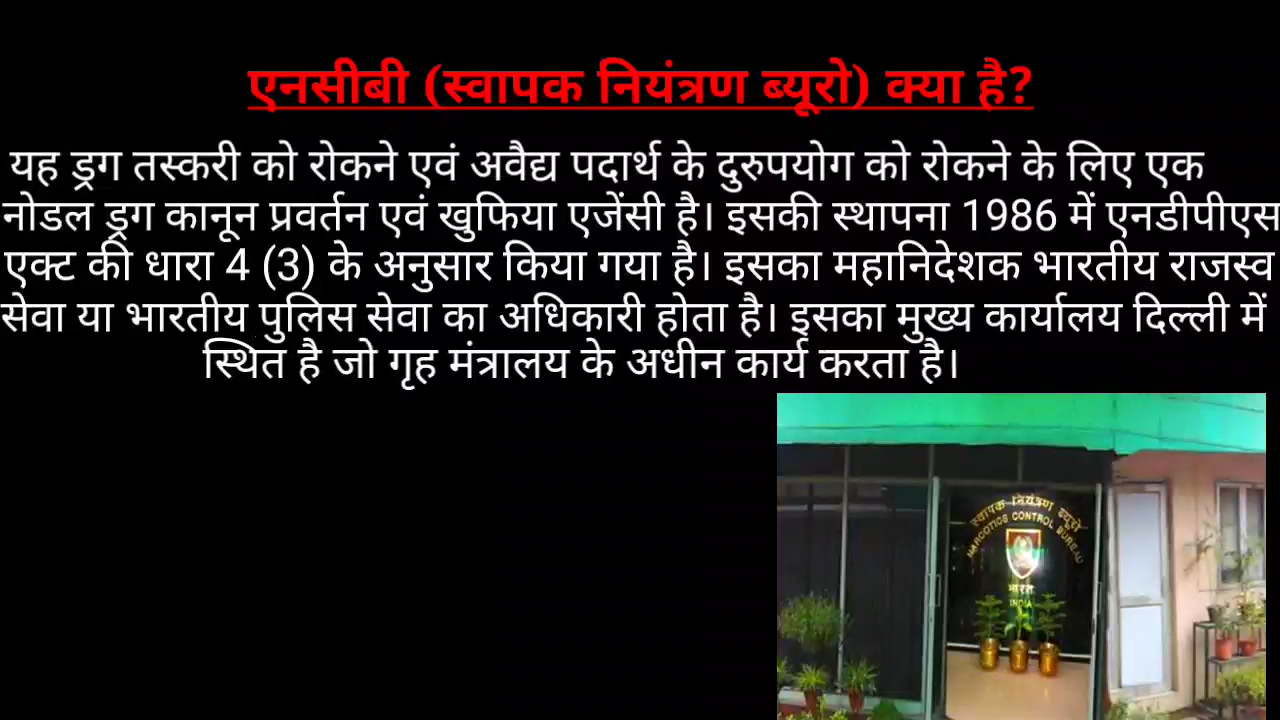 एनसीबी (स्वापक नियंत्रण ब्यूरो) क्या है?
यह ड्रग तस्करी को रोकने एवं अवैद्य पदार्थ के दुरुपयोग को रोकने के लिए एक
नोडल ड्रग कानून प्रवर्तन एवं खुफिया एजेंसी है। इसकी स्थापना 1986 में एनडीपीएस
एक्ट की धारा 4 (3) के अनुसार किया गया है। इसका महानिदेशक भारतीय राजस्व
सेवा या भारतीय पुलिस सेवा का अधिकारी होता है। इसका मुख्य कार्यालय दिल्ली में
स्थित है जो गृह मंत्रालय के अधीन कार्य करता है।
स्वापक नियंत्रण ब्यूरो
NARCOTICS CONTROL BUREAU
भारत
INDIA